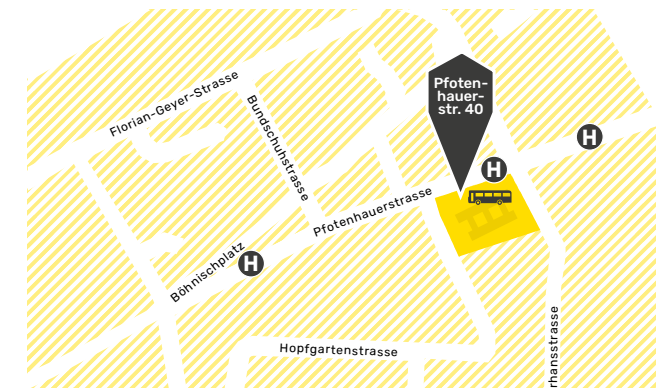 Pfoten-
hauer-
str. 40
Florian-Geyer-Strasse
Bundschuhstrasse
H
H
Pfotenhauerstrasse
Böhnischplatz
H
Hopfgartenstrasse
rhansstrasse